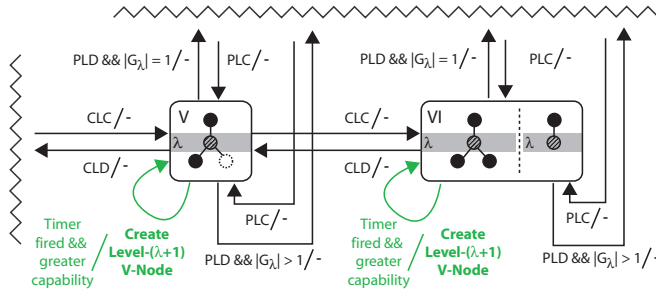 PLD && |Gλ| = 1/-
PLC/-
PLD && |Gλ| = 1/-
PLC/-
CLC/-
V
λ
CLC/-
VI
λ
λ
CLD/-
CLD/-
PLC/-
PLC/-
Timer
fired &&
greater
capability
Create
Level-(λ+1)
V-Node
PLD && |Gλ| > 1/-
Timer
fired &&
greater
capability
Create
Level-(λ+1)
V-Node
PLD && |Gλ| > 1/-